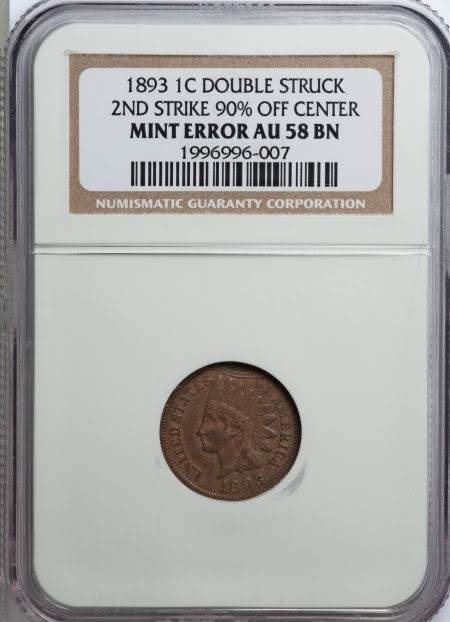 1893 1C DOUBLE STRUCK
2ND STRIKE 90% OFF CENTER
MINT ERROR AU 58 BN
1996996-007
NUMISMATIC GUARANTY CORPORATION
UNITED STATES OF AMERICA
1893